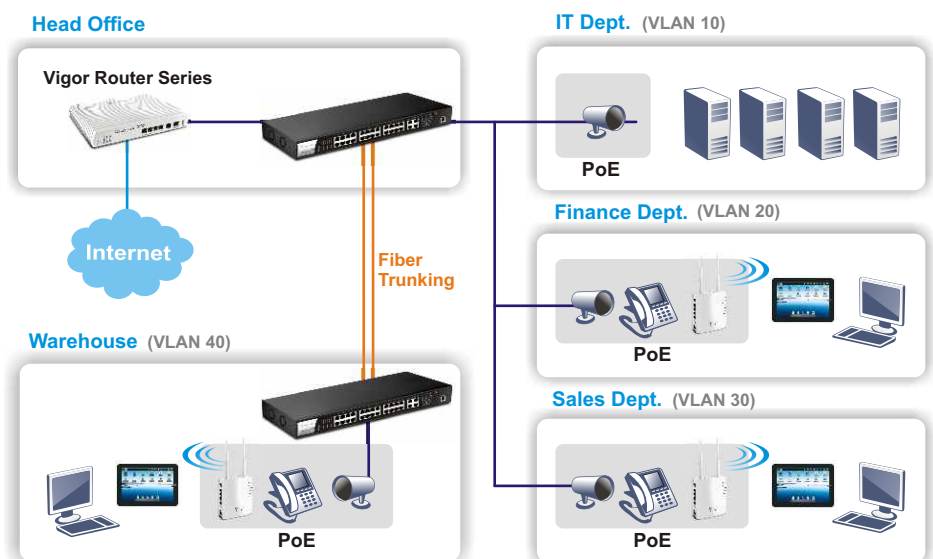 Head Office
Vigor Router Series
Internet
Fiber
Trunking
Warehouse (VLAN 40)
PoE
IT Dept. (VLAN 10)
PoE
Finance Dept. (VLAN 20)
PoE
Sales Dept. (VLAN 30)
PoE